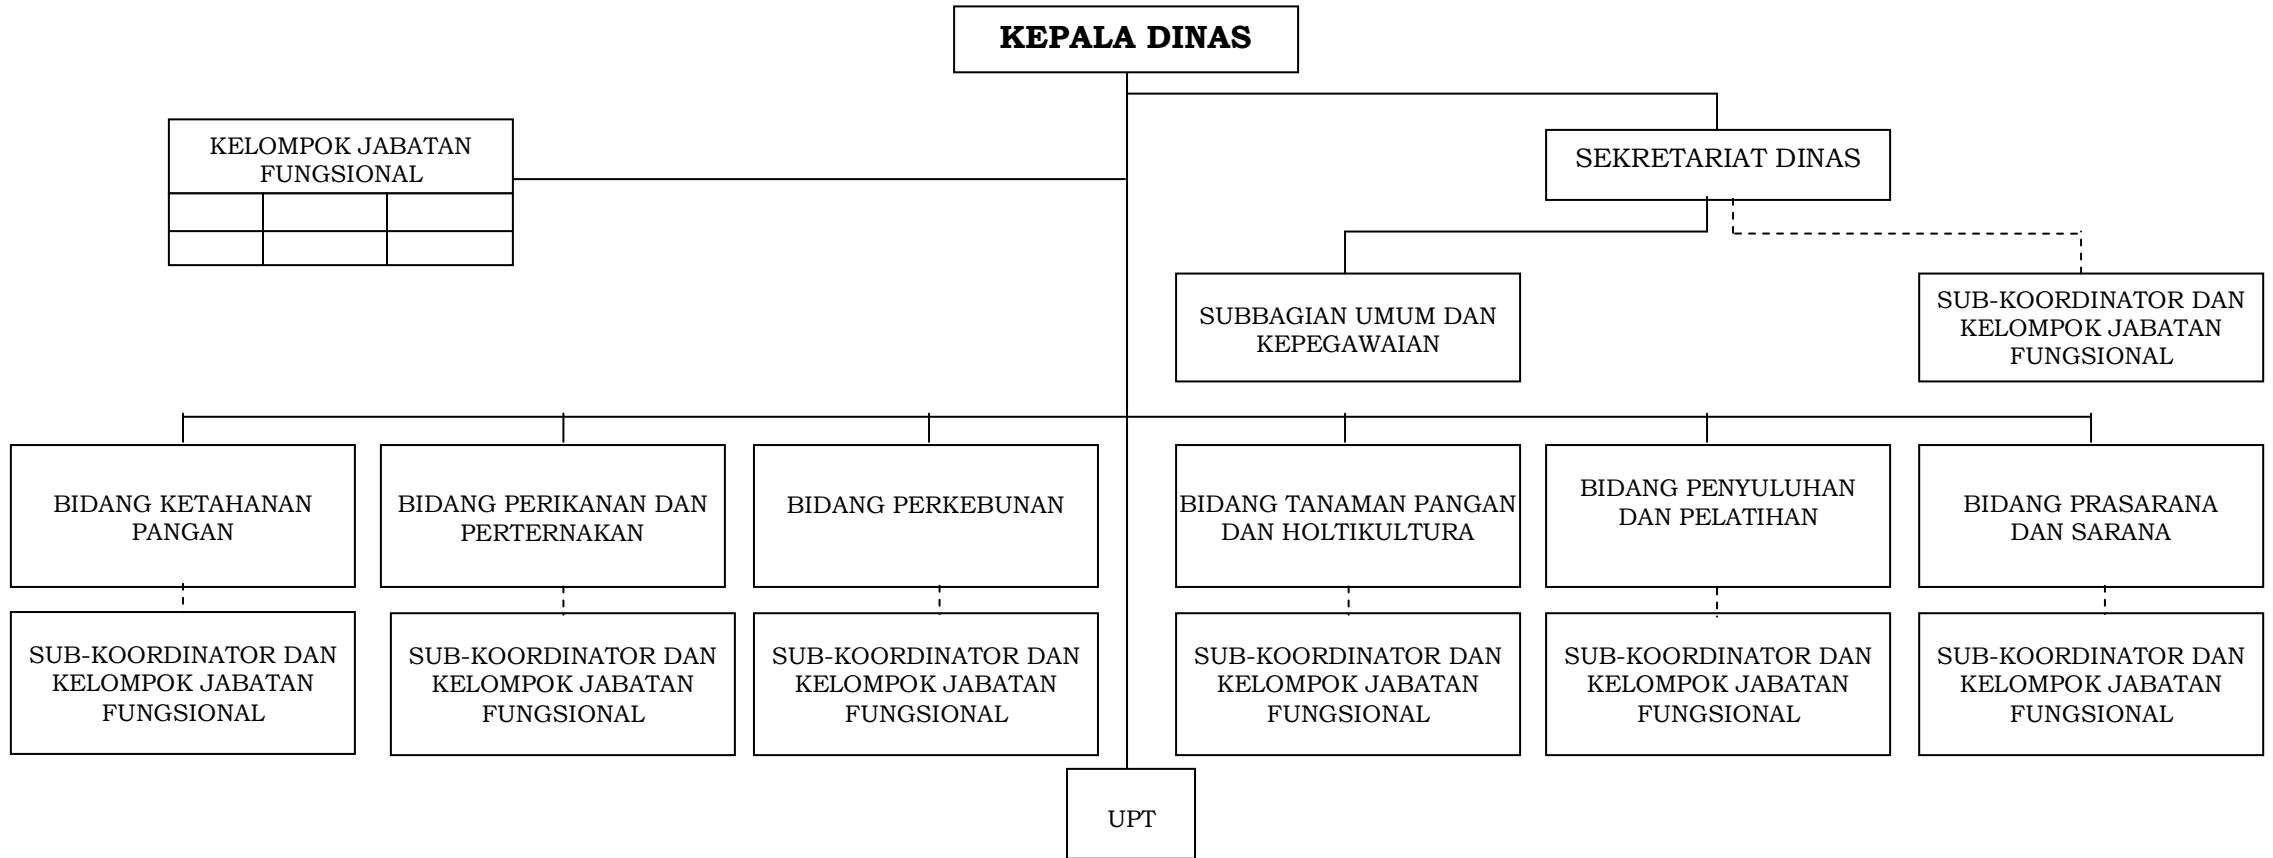 KEPALA DINAS
KELOMPOK JABATAN
FUNGSIONAL
SEKRETARIAT DINAS
SUBBAGIAN UMUM DAN
KEPEGAWAIAN
SUB-KOORDINATOR DAN
KELOMPOK JABATAN
FUNGSIONAL
BIDANG KETAHANAN
PANGAN
BIDANG PERIKANAN DAN
PERTERNAKAN
BIDANG PERKEBUNAN
BIDANG TANAMAN PANGAN
DAN HOLTIKULTURA
BIDANG PENYULUHAN
DAN PELATIHAN
BIDANG PRASARANA
DAN SARANA
SUB-KOORDINATOR DAN
KELOMPOK JABATAN
FUNGSIONAL
SUB-KOORDINATOR DAN
KELOMPOK JABATAN
FUNGSIONAL
SUB-KOORDINATOR DAN
KELOMPOK JABATAN
FUNGSIONAL
SUB-KOORDINATOR DAN
KELOMPOK JABATAN
FUNGSIONAL
SUB-KOORDINATOR DAN
KELOMPOK JABATAN
FUNGSIONAL
SUB-KOORDINATOR DAN
KELOMPOK JABATAN
FUNGSIONAL
UPT